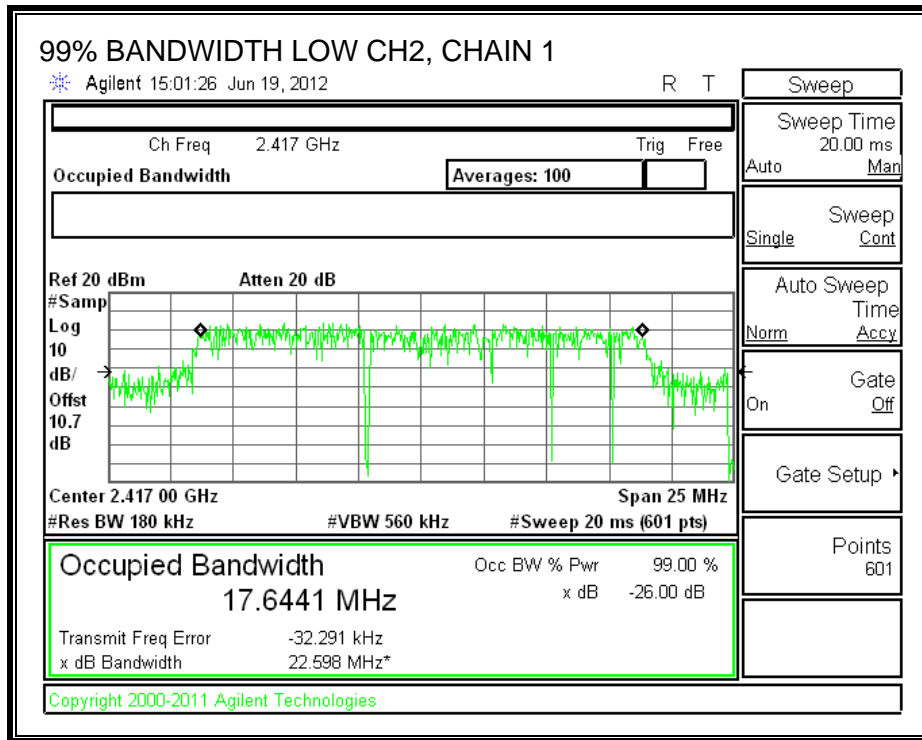 99% BANDWIDTH LOW CH2, CHAIN 1
Agilent 15:01:26 Jun 19, 2012 R T
Ch Freq 2.417 GHz Trig Free
Occupied Bandwidth Averages: 100
Ref 20 dBm Atten 20 dB
#Samp
Log
10
dB/
Offst
10.7
dB
Center 2.417 00 GHz Span 25 MHz
#Res BW 180 kHz #VBW 560 kHz #Sweep 20 ms (601 pts)
Occupied Bandwidth Occ BW % Pwr 99.00 %
17.6441 MHz x dB -26.00 dB
Transmit Freq Error -32.291 kHz
x dB Bandwidth 22.598 MHz*
Copyright 2000-2011 Agilent Technologies
Sweep
Sweep Time
20.00 ms
Auto Man
Sweep
Single Cont
Auto Sweep
Time
Norm Accy
Gate
On Off
Gate Setup
Points
601